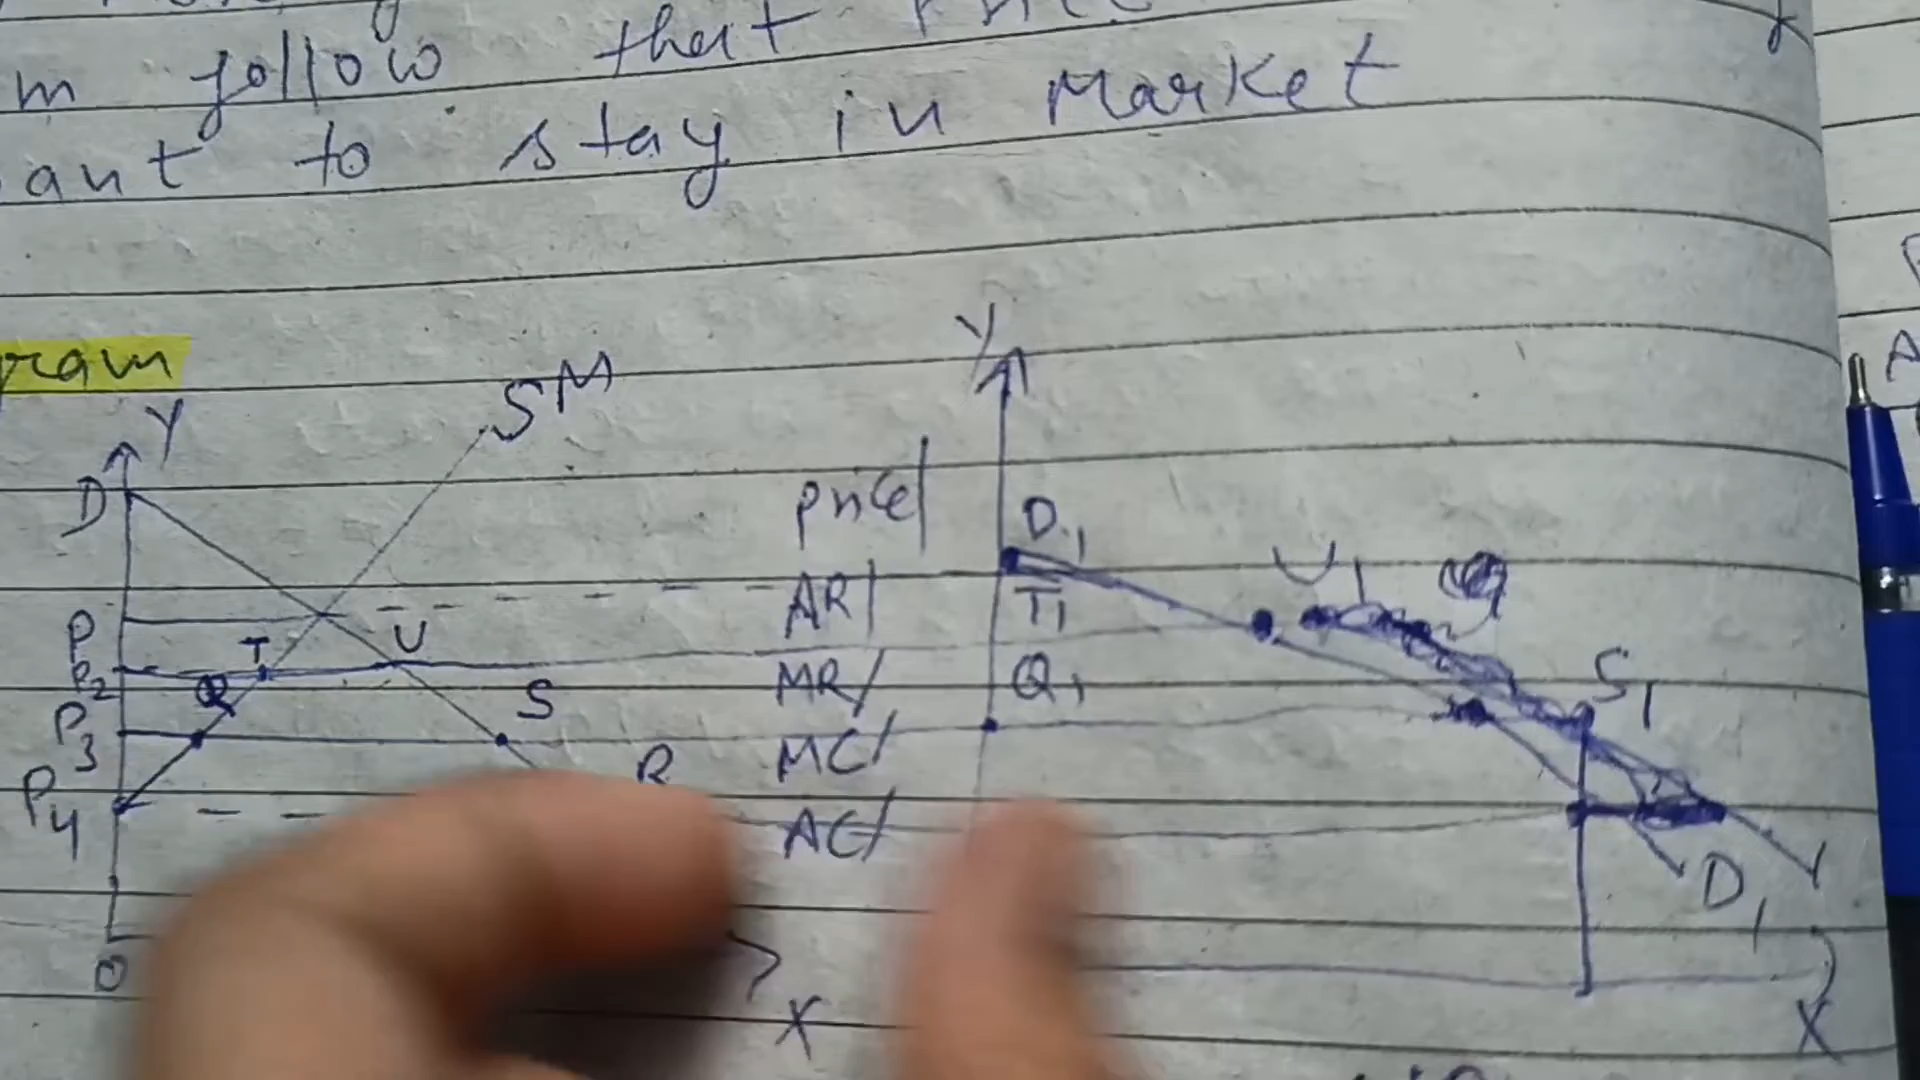 follow that
ant to stay in Market
ram
Y
SM
Y
D
price/
D1
U1
P
AR/
T1
T
U
P2
MR/
Q1
S1
Q
S
P3
MC/
R
P4
AC/
D1
O
X
X